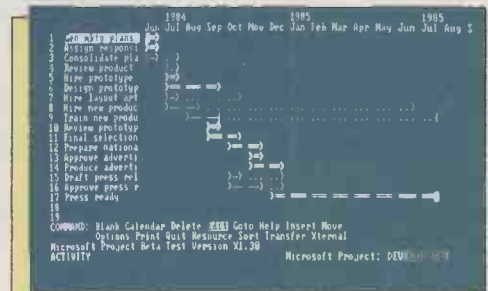 1984 1985 1985
Jun Jul Aug Sep Oct Nov Dec Jan Feb Mar Apr May Jun Jul Aug S
1 Gen mktg plans
2 Assign responsi
3 Consolidate pla
4 Review product
5 Hire prototype
6 Design prototyp
7 Hire layout art
8 Hire new produc
9 Train new produ
10 Review prototyp
11 Final selection
12 Prepare nationa
13 Approve adverti
14 Produce adverti
15 Draft press rel
16 Approve press r
17 Press ready
18
19
COMMAND: Blank Calendar Delete Edit Goto Help Insert Move
Options Print Quit Resource Sort Transfer Xternal
Microsoft Project Beta Test Version X1.30
ACTIVITY Microsoft Project: DEV